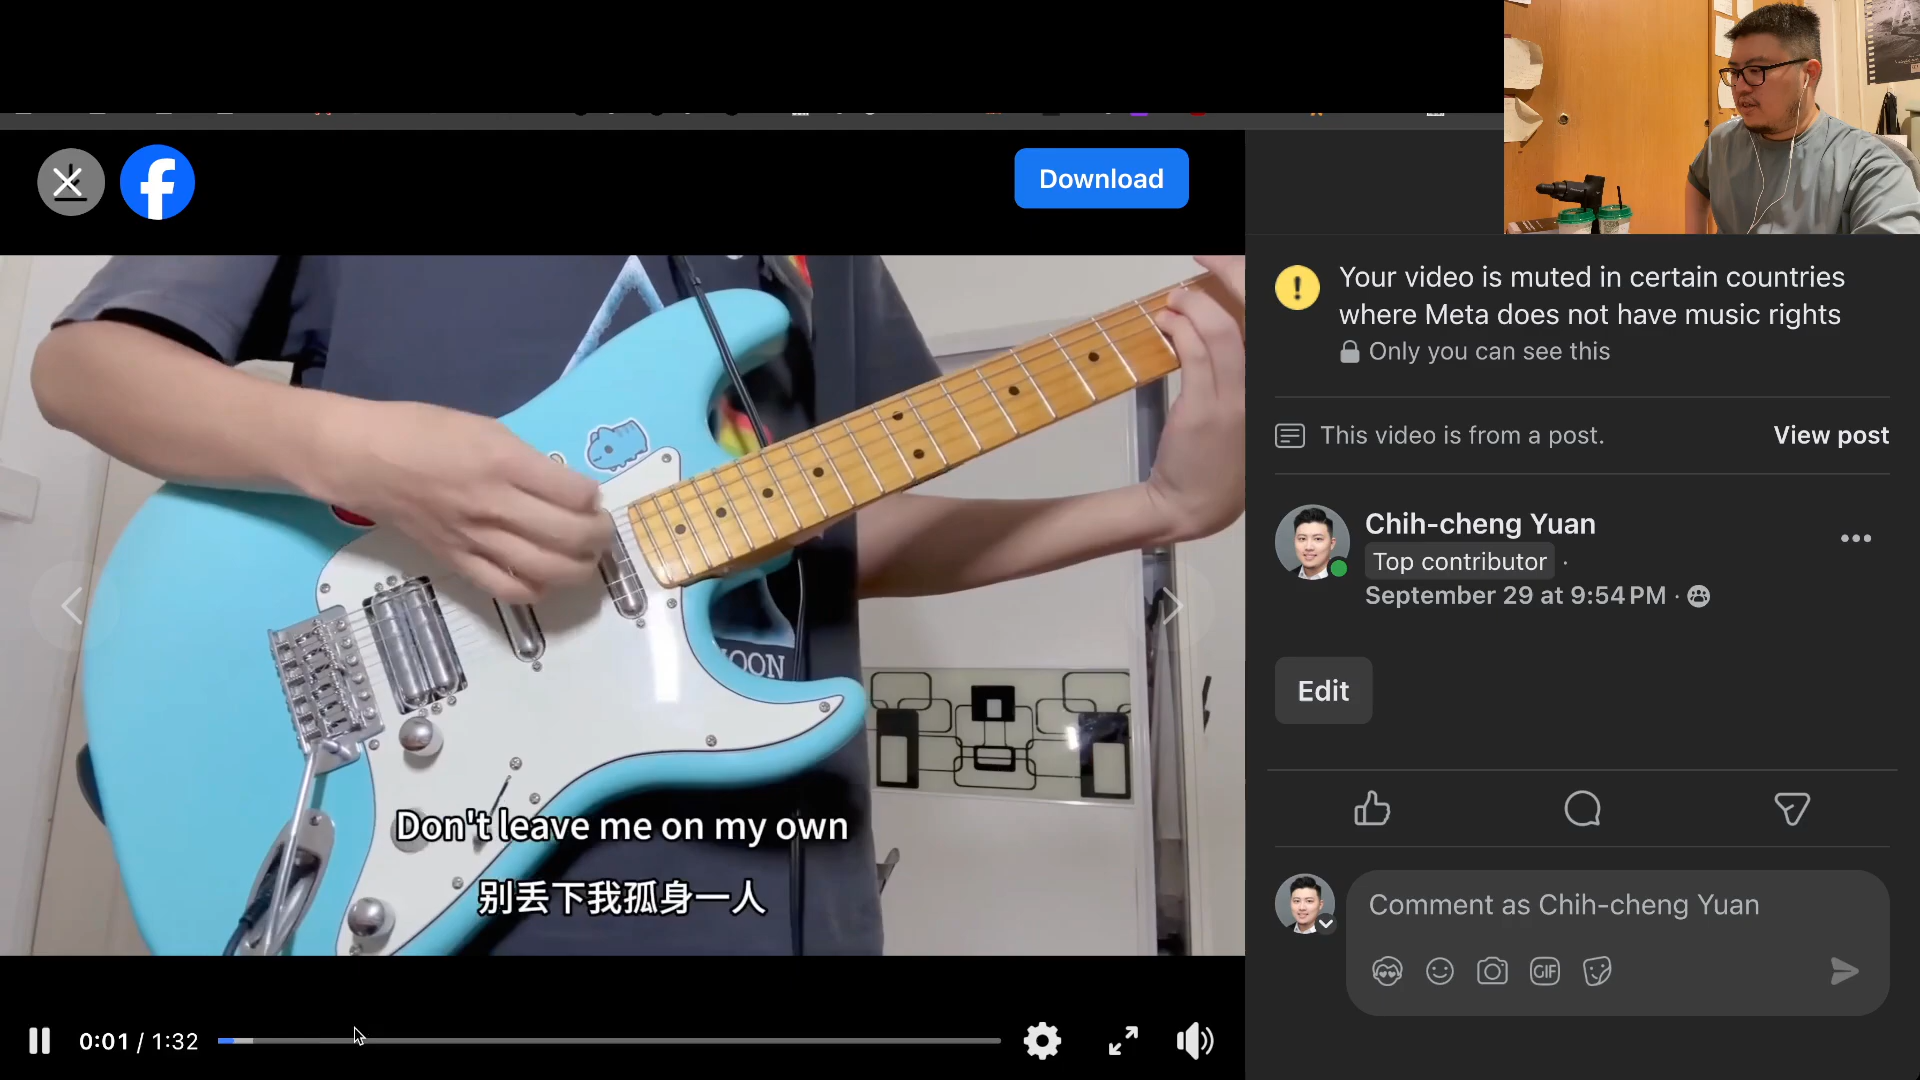 Download
Your video is muted in certain countries
where Meta does not have music rights
Only you can see this
This video is from a post.
View post
Chih-cheng Yuan
Top contributor ·
September 29 at 9:54 PM ·
Edit
MOON
Don't leave me on my own
别丢下我孤身一人
Comment as Chih-cheng Yuan
GIF
0:01 / 1:32